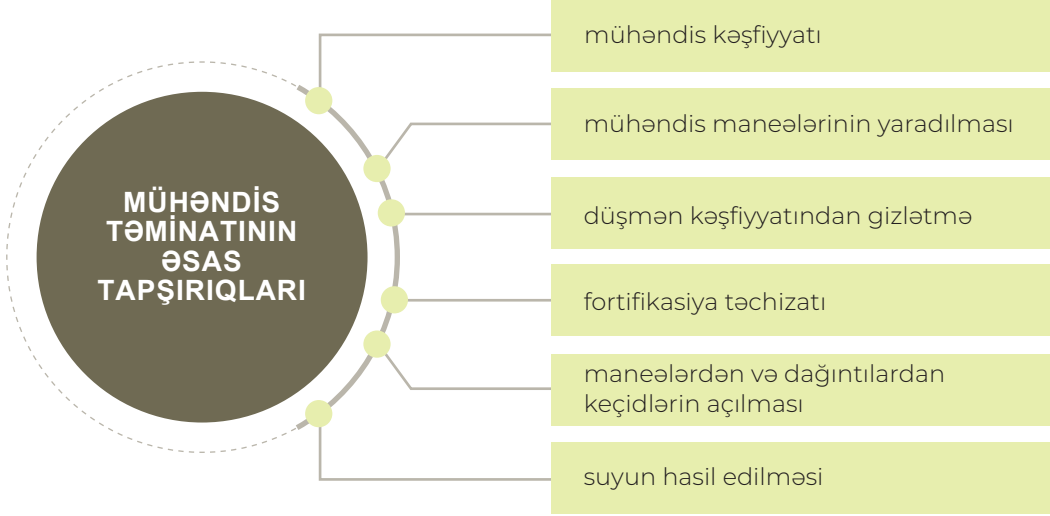 MÜHƏNDİS
TƏMİNATININ
ƏSAS
TAPŞIRIQLARI
mühəndis kəşfiyyatı
mühəndis maneələrinin yaradılması
düşmən kəşfiyyatından gizlətmə
fortifikasiya təchizatı
maneələrdən və dağıntılardan
keçidlərin açılması
suyun hasil edilməsi